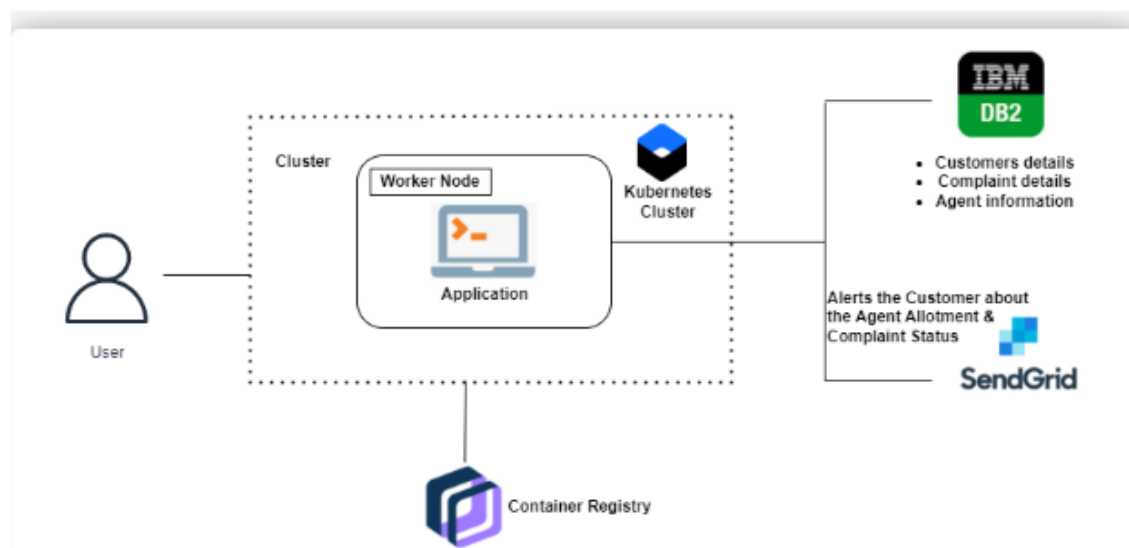 IBM
DB2
• Customers details
• Complaint details
• Agent information
Cluster
Worker Node
Kubernetes
Cluster
Application
User
Alerts the Customer about
the Agent Allotment &
Complaint Status
SendGrid
Container Registry